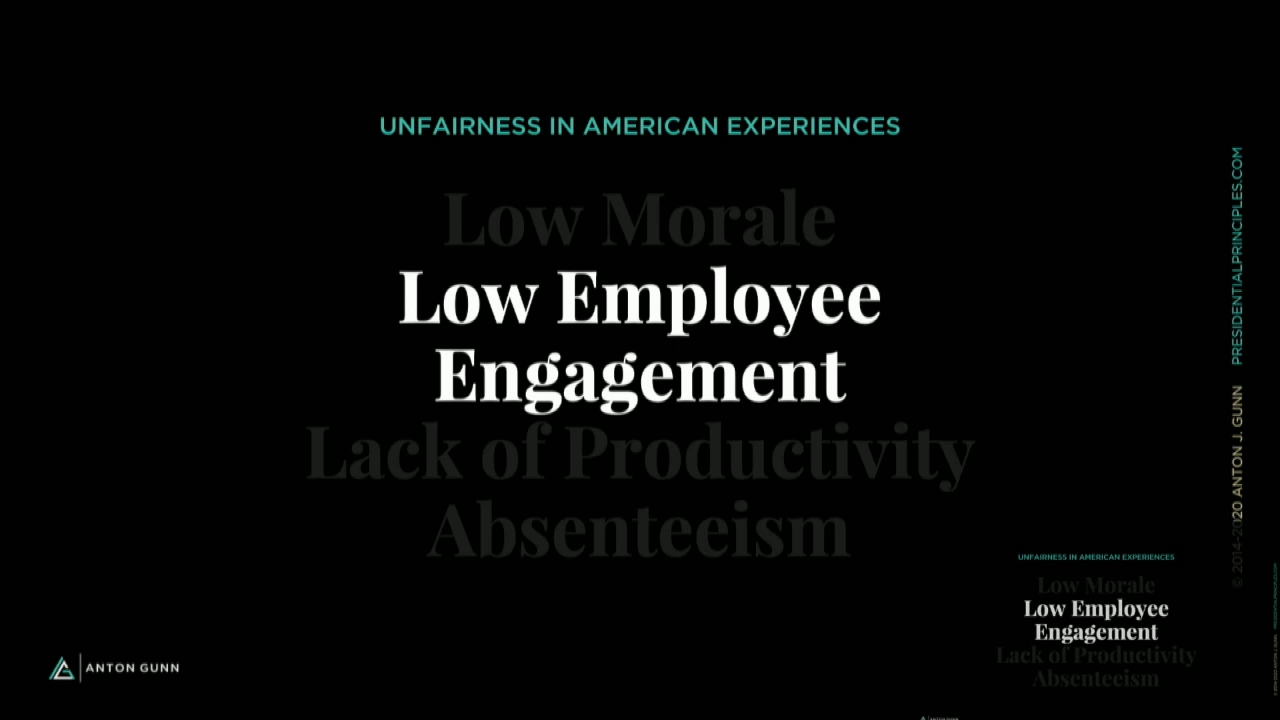 UNFAIRNESS IN AMERICAN EXPERIENCES
Low Morale
Low Employee
Engagement
Lack of Productivity
Absenteeism
ANTON GUNN
© 2014-2020 ANTON J. GUNN PRESIDENTIALPRINCIPLES.COM
UNFAIRNESS IN AMERICAN EXPERIENCES
Low Morale
Low Employee
Engagement
Lack of Productivity
Absenteeism